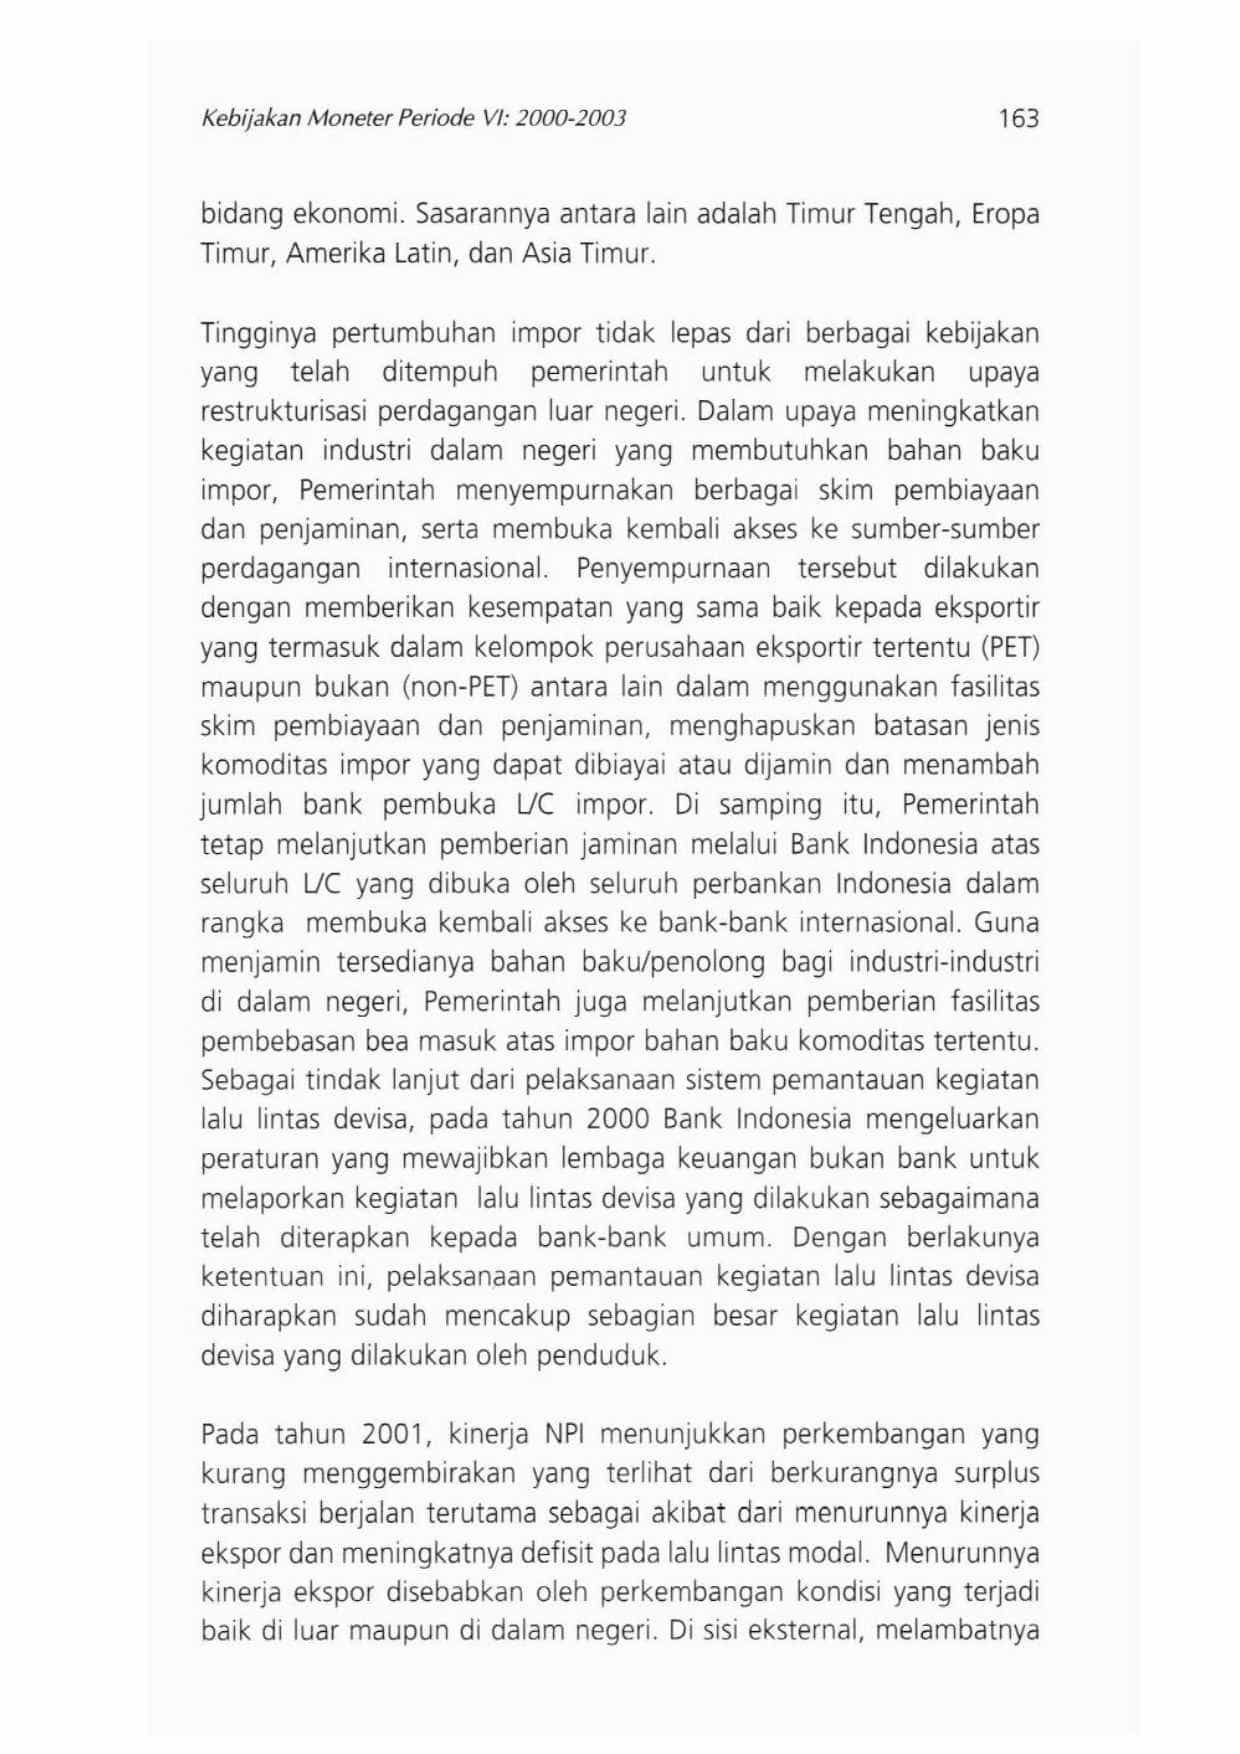 Kebijakan Moneter Periode VI: 2000-2003 163
bidang ekonomi. Sasarannya antara lain adalah Timur Tengah, Eropa
Timur, Amerika Latin, dan Asia Timur.
Tingginya pertumbuhan impor tidak lepas dari berbagai kebijakan
yang telah ditempuh pemerintah untuk melakukan upaya
restrukturisasi perdagangan luar negeri. Dalam upaya meningkatkan
kegiatan industri dalam negeri yang membutuhkan bahan baku
impor, Pemerintah menyempurnakan berbagai skim pembiayaan
dan penjaminan, serta membuka kembali akses ke sumber-sumber
perdagangan internasional. Penyempurnaan tersebut dilakukan
dengan memberikan kesempatan yang sama baik kepada eksportir
yang termasuk dalam kelompok perusahaan eksportir tertentu (PET)
maupun bukan (non-PET) antara lain dalam menggunakan fasilitas
skim pembiayaan dan penjaminan, menghapuskan batasan jenis
komoditas impor yang dapat dibiayai atau dijamin dan menambah
jumlah bank pembuka L/C impor. Di samping itu, Pemerintah
tetap melanjutkan pemberian jaminan melalui Bank Indonesia atas
seluruh L/C yang dibuka oleh seluruh perbankan Indonesia dalam
rangka membuka kembali akses ke bank-bank internasional. Guna
menjamin tersedianya bahan baku/penolong bagi industri-industri
di dalam negeri, Pemerintah juga melanjutkan pemberian fasilitas
pembebasan bea masuk atas impor bahan baku komoditas tertentu.
Sebagai tindak lanjut dari pelaksanaan sistem pemantauan kegiatan
lalu lintas devisa, pada tahun 2000 Bank Indonesia mengeluarkan
peraturan yang mewajibkan lembaga keuangan bukan bank untuk
melaporkan kegiatan lalu lintas devisa yang dilakukan sebagaimana
telah diterapkan kepada bank-bank umum. Dengan berlakunya
ketentuan ini, pelaksanaan pemantauan kegiatan lalu lintas devisa
diharapkan sudah mencakup sebagian besar kegiatan lalu lintas
devisa yang dilakukan oleh penduduk.
Pada tahun 2001, kinerja NPI menunjukkan perkembangan yang
kurang menggembirakan yang terlihat dari berkurangnya surplus
transaksi berjalan terutama sebagai akibat dari menurunnya kinerja
ekspor dan meningkatnya defisit pada lalu lintas modal. Menurunnya
kinerja ekspor disebabkan oleh perkembangan kondisi yang terjadi
baik di luar maupun di dalam negeri. Di sisi eksternal, melambatnya